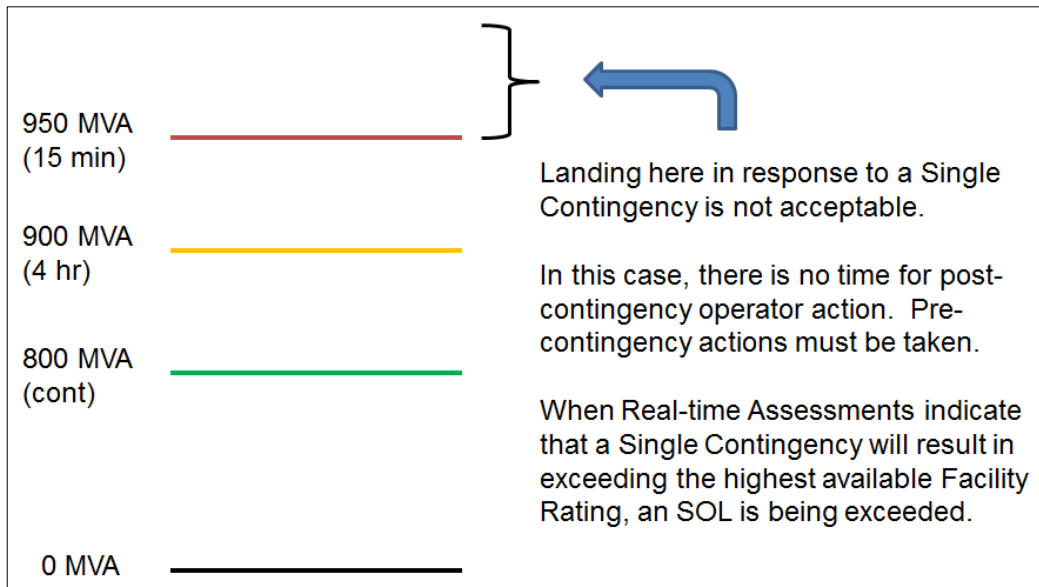 950 MVA
(15 min)
900 MVA
(4 hr)
800 MVA
(cont)
0 MVA
Landing here in response to a Single
Contingency is not acceptable.
In this case, there is no time for post-
contingency operator action.  Pre-
contingency actions must be taken.
When Real-time Assessments indicate
that a Single Contingency will result in
exceeding the highest available Facility
Rating, an SOL is being exceeded.